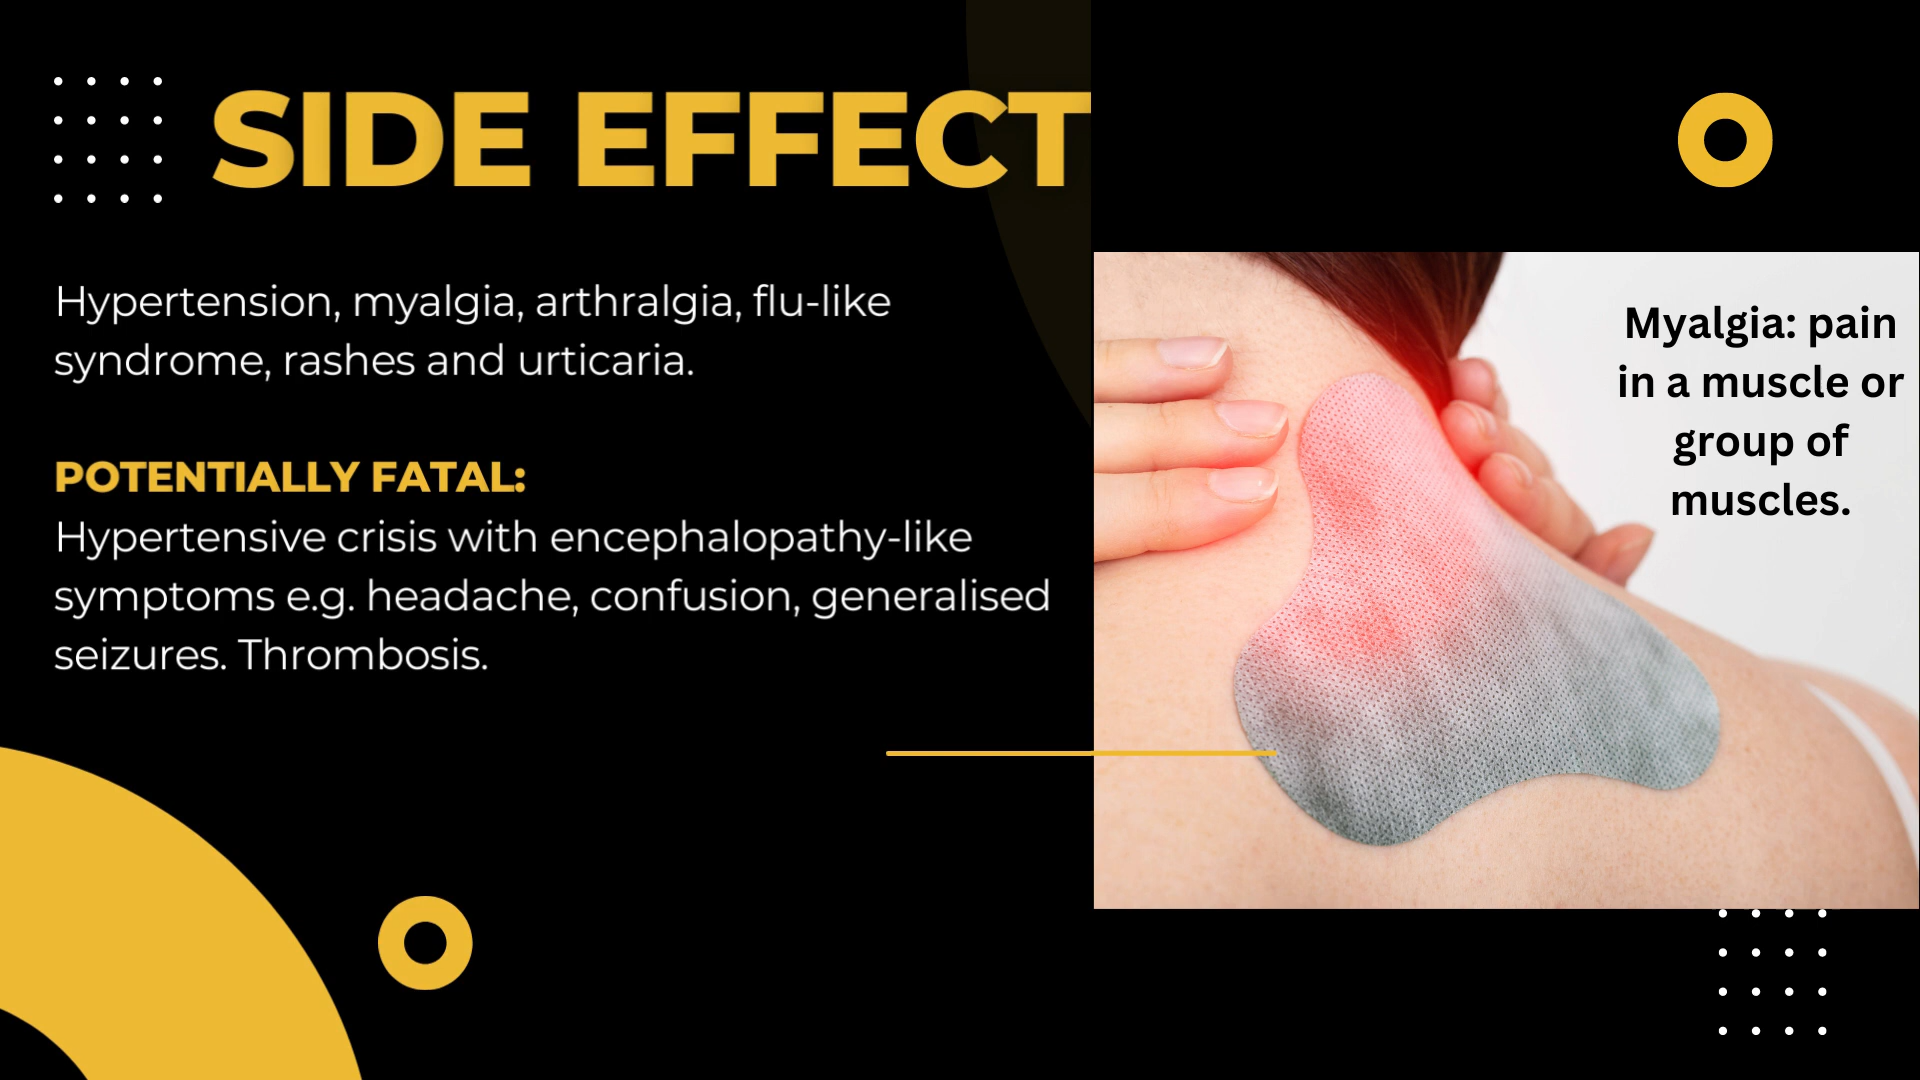 SIDE EFFECT
Hypertension, myalgia, arthralgia, flu-like
syndrome, rashes and urticaria.
POTENTIALLY FATAL:
Hypertensive crisis with encephalopathy-like
symptoms e.g. headache, confusion, generalised
seizures. Thrombosis.
Myalgia: pain
in a muscle or
group of
muscles.